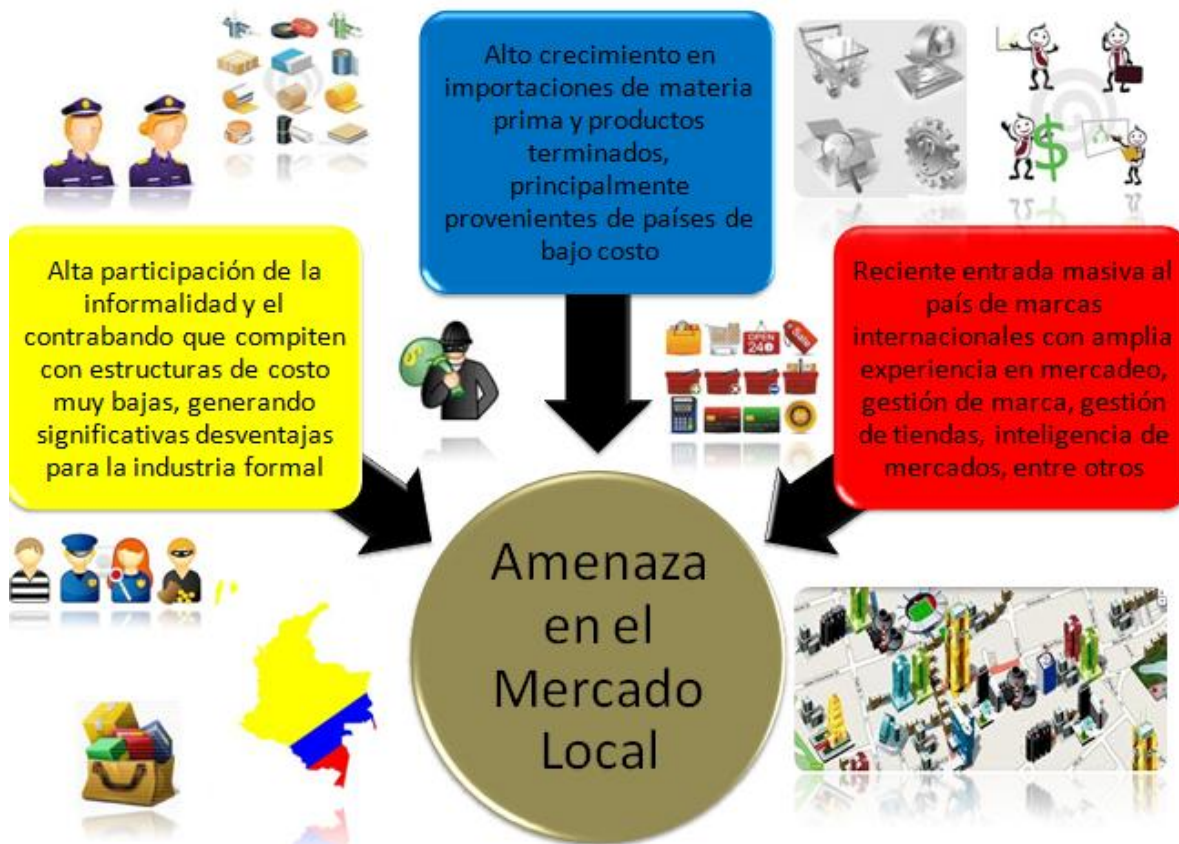 Alto crecimiento en
importaciones de materia
prima y productos
terminados,
principalmente
provenientes de países de
bajo costo
Alta participación de la
informalidad y el
contrabando que compiten
con estructuras de costo
muy bajas, generando
significativas desventajas
para la industria formal
Reciente entrada masiva al
país de marcas
internacionales con amplia
experiencia en mercadeo,
gestión de marca, gestión
de tiendas, inteligencia de
mercados, entre otros
OPEN
24
Sale
Amenaza
en el
Mercado
Local